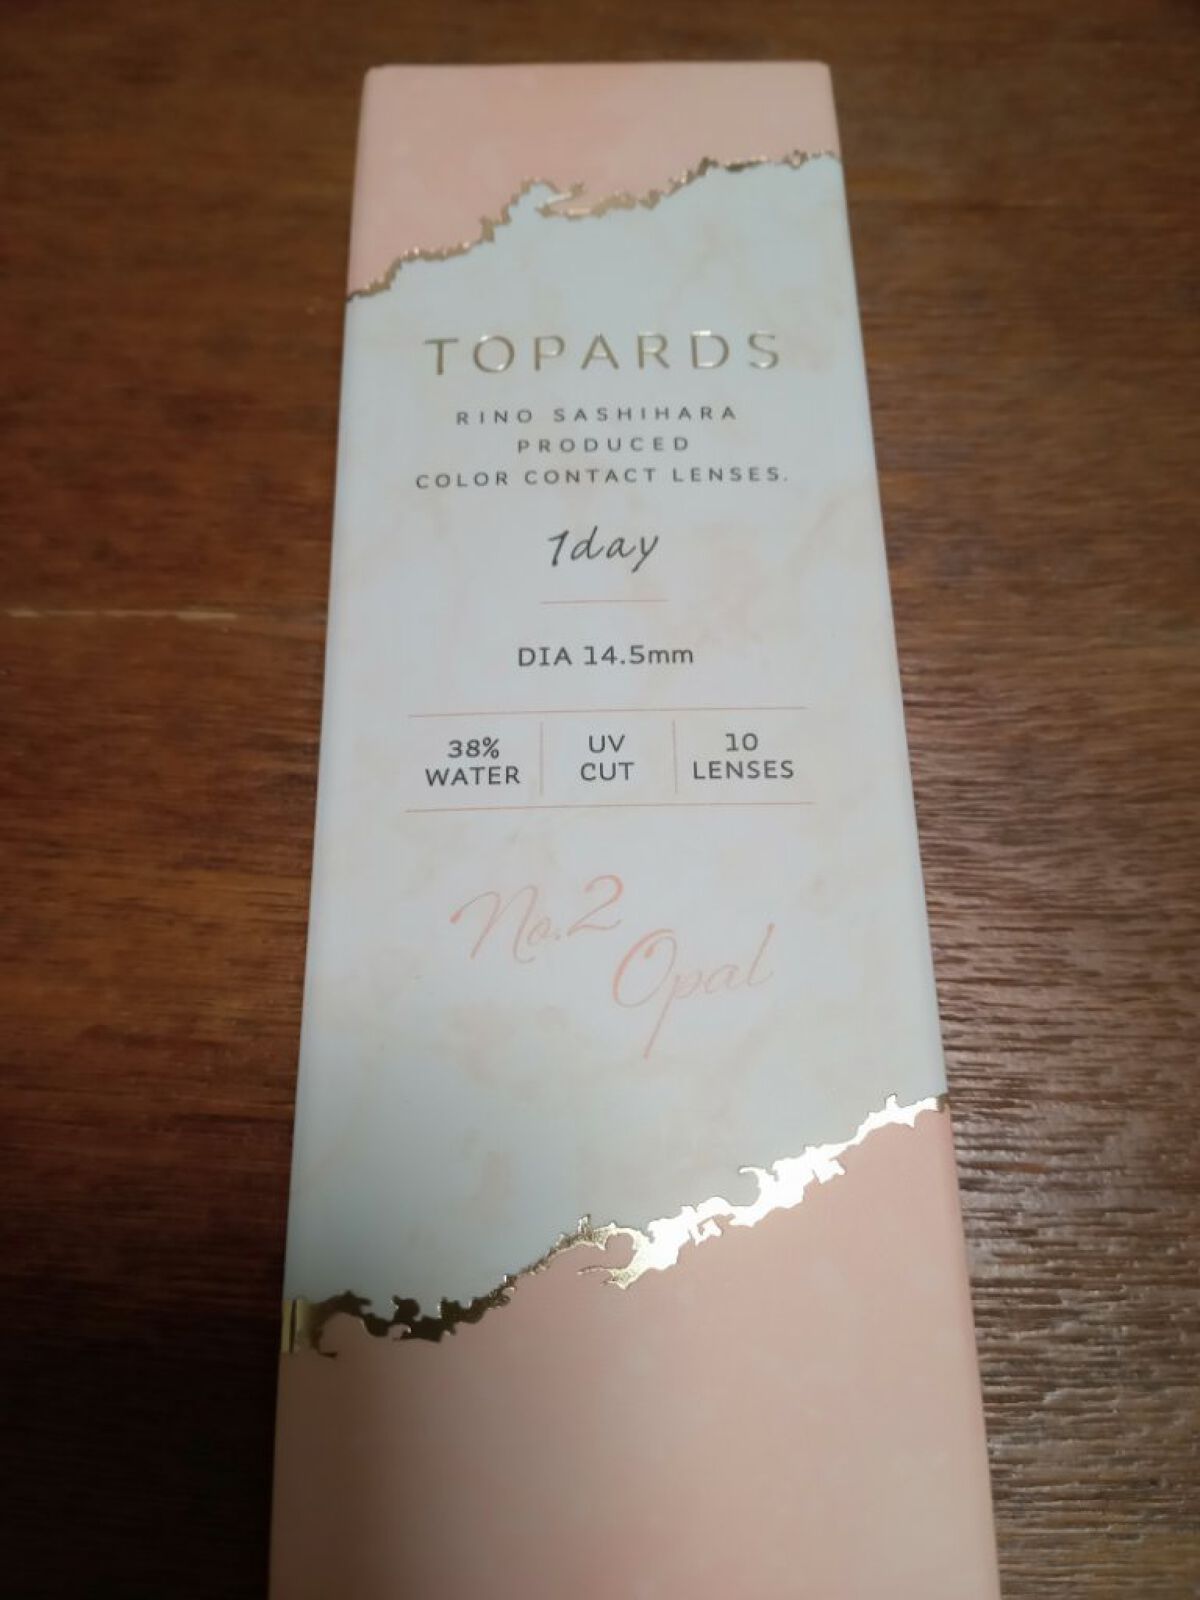 TOPARDS
RINO SASHIHARA
PRODUCED
COLOR CONTACT LENSES.
1day
DIA 14.5mm
38% WATER
UV CUT
10 LENSES
No.2
Opal